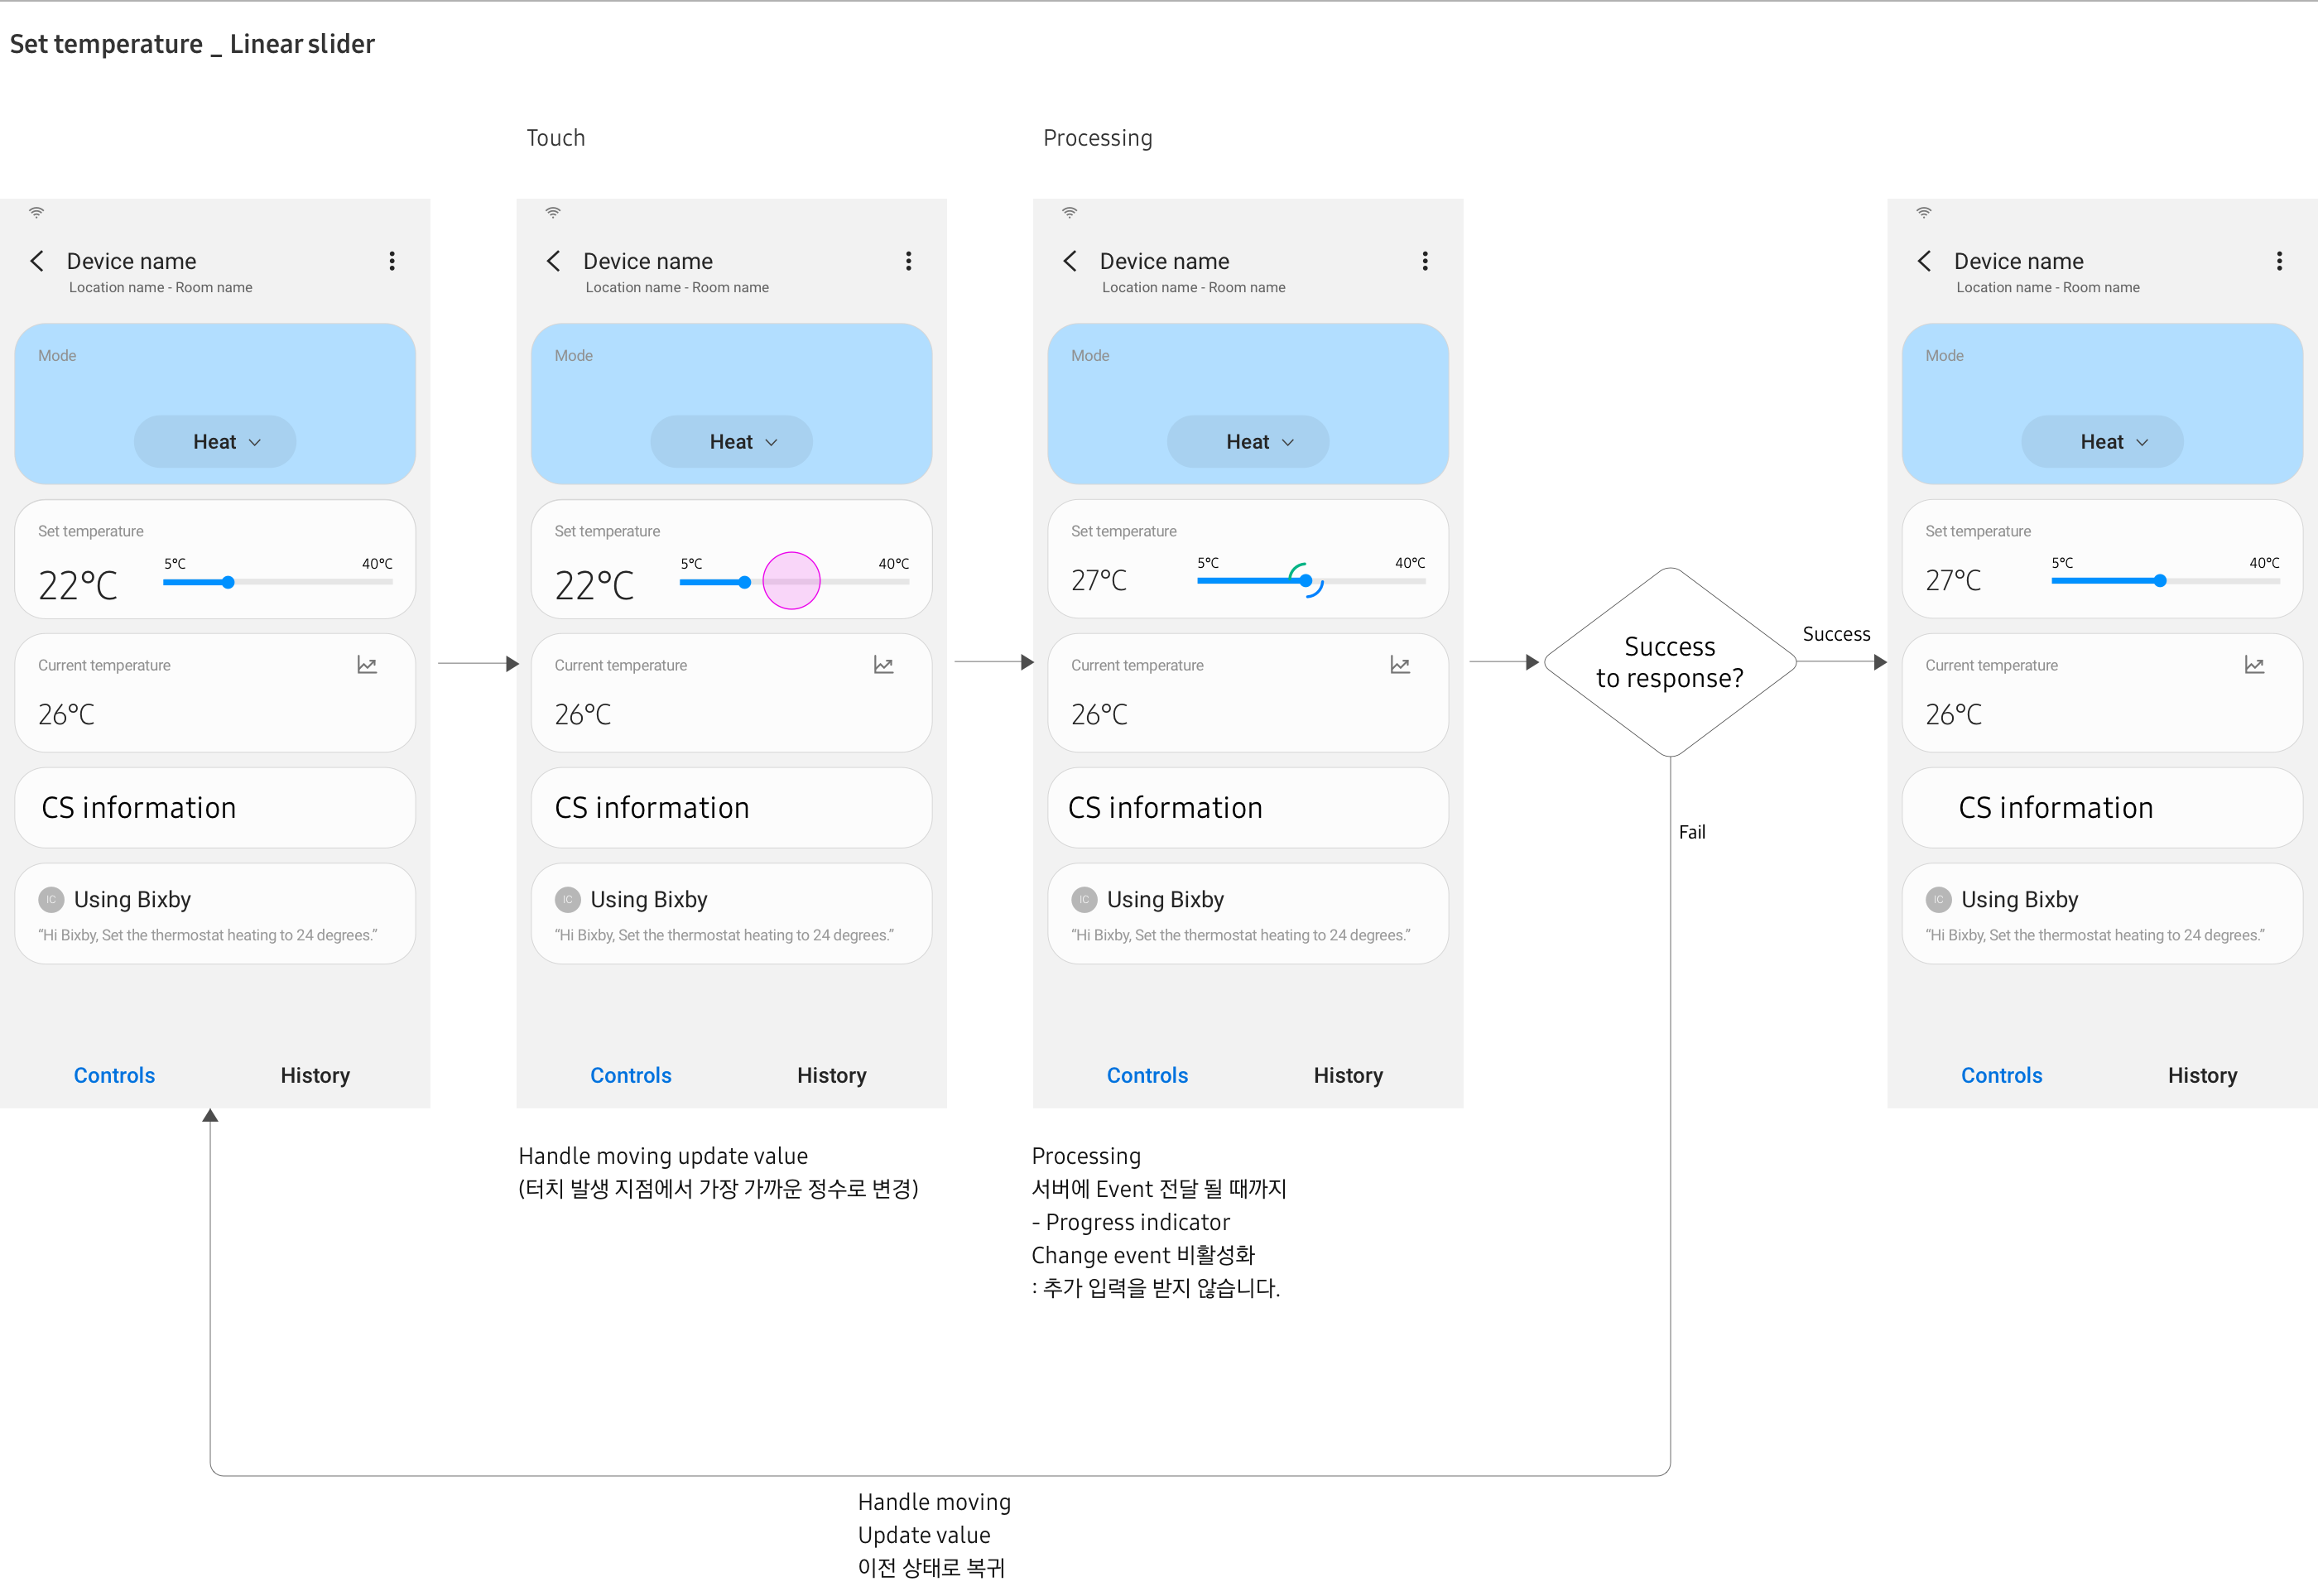 Set temperature _ Linear slider
Touch
Processing
Device name
Location name - Room name
Mode
Heat
Set temperature
5°C
40°C
22°C
Current temperature
26°C
CS information
IC
Using Bixby
“Hi Bixby, Set the thermostat heating to 24 degrees.”
Controls
History
Device name
Location name - Room name
Mode
Heat
Set temperature
5°C
40°C
22°C
Current temperature
26°C
CS information
IC
Using Bixby
“Hi Bixby, Set the thermostat heating to 24 degrees.”
Controls
History
Handle moving update value
(터치 발생 지점에서 가장 가까운 정수로 변경)
Device name
Location name - Room name
Mode
Heat
Set temperature
5°C
40°C
27°C
Current temperature
26°C
CS information
IC
Using Bixby
“Hi Bixby, Set the thermostat heating to 24 degrees.”
Controls
History
Processing
서버에 Event 전달 될 때까지
- Progress indicator
Change event 비활성화
: 추가 입력을 받지 않습니다.
Success
to response?
Success
Fail
Device name
Location name - Room name
Mode
Heat
Set temperature
5°C
40°C
27°C
Current temperature
26°C
CS information
IC
Using Bixby
“Hi Bixby, Set the thermostat heating to 24 degrees.”
Controls
History
Handle moving
Update value
이전 상태로 복귀